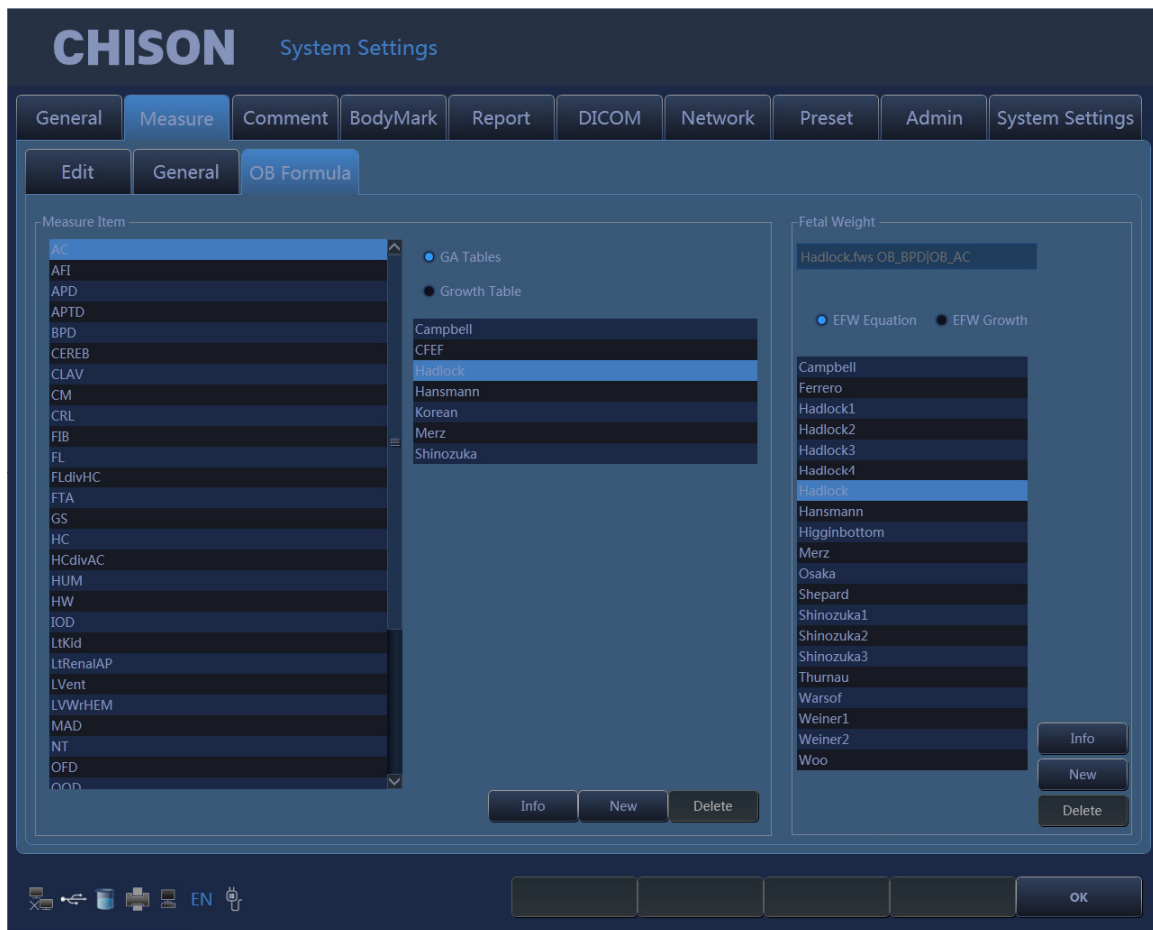 CHISON System Settings
General Measure Comment BodyMark Report DICOM Network Preset Admin System Settings
Edit General OB Formula
Measure Item
AC
AFI
APD
APTD
BPD
CEREB
CLAV
CM
CRL
FIB
FL
FLdivHC
FTA
GS
HC
HCdivAC
HUM
HW
IOD
LtKid
LtRenalAP
LVent
LVWrHEM
MAD
NT
OFD
OOD
GA Tables
Growth Table
Campbell
CFEF
Hadlock
Hansmann
Korean
Merz
Shinozuka
Info New Delete
Fetal Weight
Hadlock.fws OB_BPD|OB_AC
EFW Equation EFW Growth
Campbell
Ferrero
Hadlock1
Hadlock2
Hadlock3
Hadlock4
Hadlock
Hansmann
Higginbottom
Merz
Osaka
Shepard
Shinozuka1
Shinozuka2
Shinozuka3
Thurnau
Warsof
Weiner1
Weiner2
Woo
Info
New
Delete
EN
OK